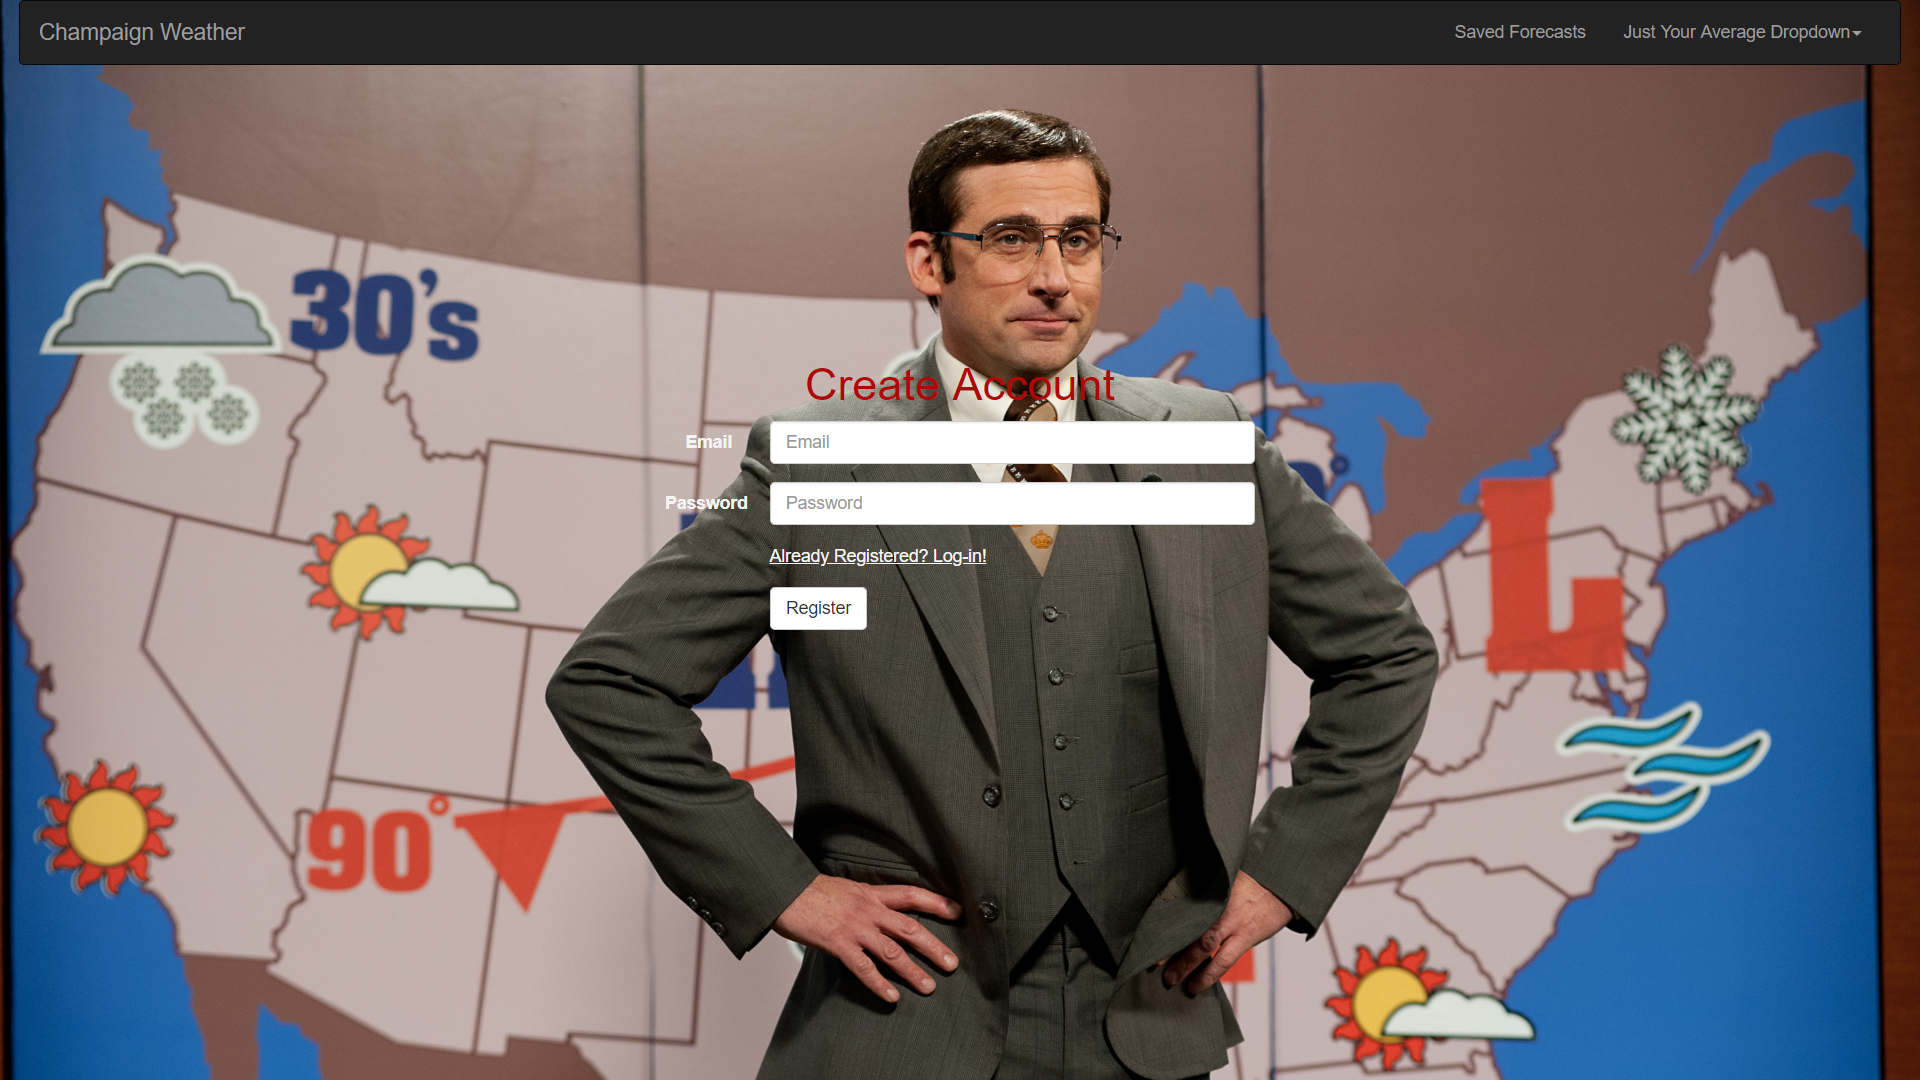 Champaign Weather
Saved Forecasts
Just Your Average Dropdown
30's
Create Account
Email
Email
Password
Password
Already Registered? Log-in!
Register
L
90°